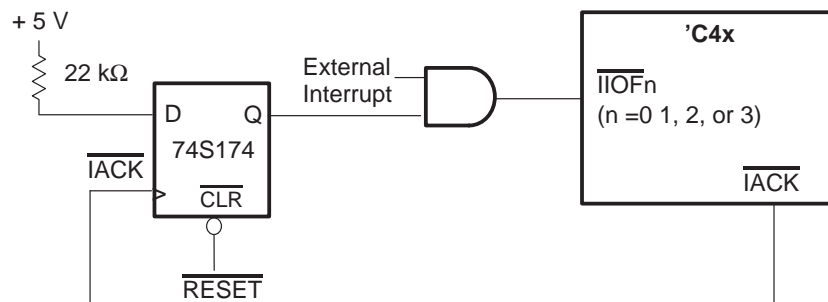 + 5 V
22 kΩ
D
Q
74S174
CLR
IACK
RESET
External
Interrupt
'C4x
IIOFn
(n =0 1, 2, or 3)
IACK